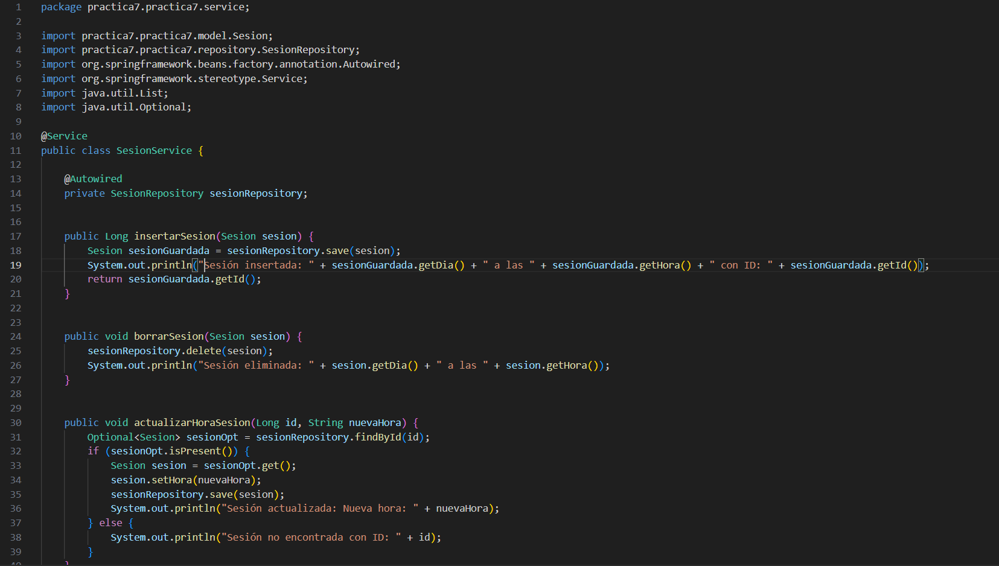 1 package practica7.practica7.service;
2
3 import practica7.practica7.model.Sesion;
4 import practica7.practica7.repository.SesionRepository;
5 import org.springframework.beans.factory.annotation.Autowired;
6 import org.springframework.stereotype.Service;
7 import java.util.List;
8 import java.util.Optional;
9
10 @Service
11 public class SesionService {
12
13     @Autowired
14     private SesionRepository sesionRepository;
15
16
17     public Long insertarSesion(Sesion sesion) {
18         Sesion sesionGuardada = sesionRepository.save(sesion);
19         System.out.println("Sesión insertada: " + sesionGuardada.getDia() + " a las " + sesionGuardada.getHora() + " con ID: " + sesionGuardada.getId());
20         return sesionGuardada.getId();
21     }
22
23
24     public void borrarSesion(Sesion sesion) {
25         sesionRepository.delete(sesion);
26         System.out.println("Sesión eliminada: " + sesion.getDia() + " a las " + sesion.getHora());
27     }
28
29
30     public void actualizarHoraSesion(Long id, String nuevaHora) {
31         Optional<Sesion> sesionOpt = sesionRepository.findById(id);
32         if (sesionOpt.isPresent()) {
33             Sesion sesion = sesionOpt.get();
34             sesion.setHora(nuevaHora);
35             sesionRepository.save(sesion);
36             System.out.println("Sesión actualizada: Nueva hora: " + nuevaHora);
37         } else {
38             System.out.println("Sesión no encontrada con ID: " + id);
39         }